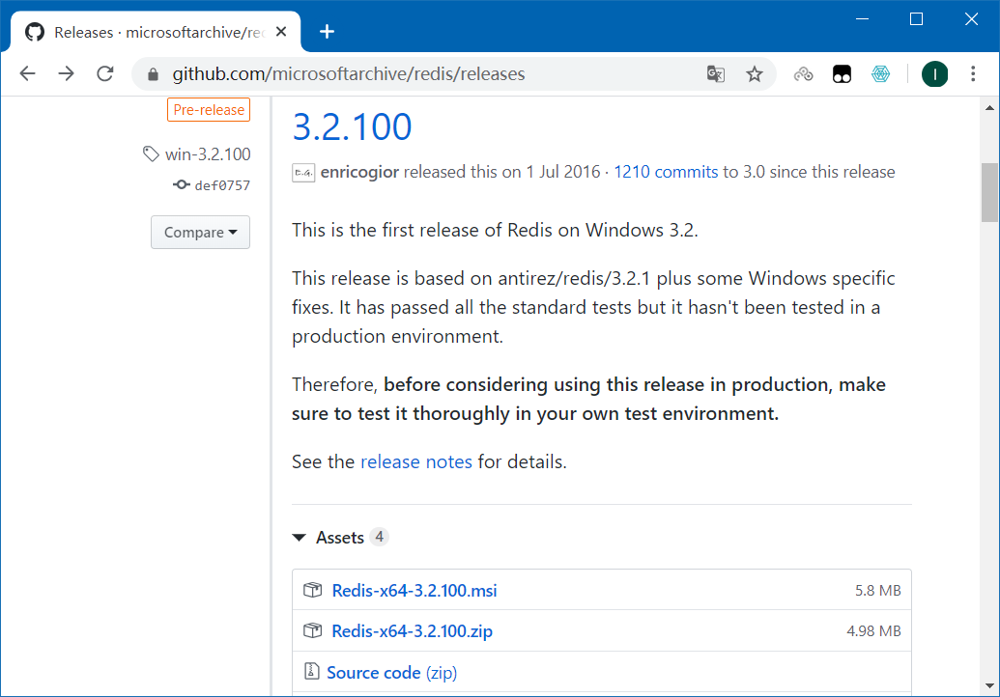 Releases · microsoftarchive/red
github.com/microsoftarchive/redis/releases
I
Pre-release
win-3.2.100
def0757
Compare
3.2.100
enricogior released this on 1 Jul 2016 · 1210 commits to 3.0 since this release
This is the first release of Redis on Windows 3.2.
This release is based on antirez/redis/3.2.1 plus some Windows specific
fixes. It has passed all the standard tests but it hasn't been tested in a
production environment.
Therefore, before considering using this release in production, make
sure to test it thoroughly in your own test environment.
See the release notes for details.
Assets 4
Redis-x64-3.2.100.msi 5.8 MB
Redis-x64-3.2.100.zip 4.98 MB
Source code (zip)